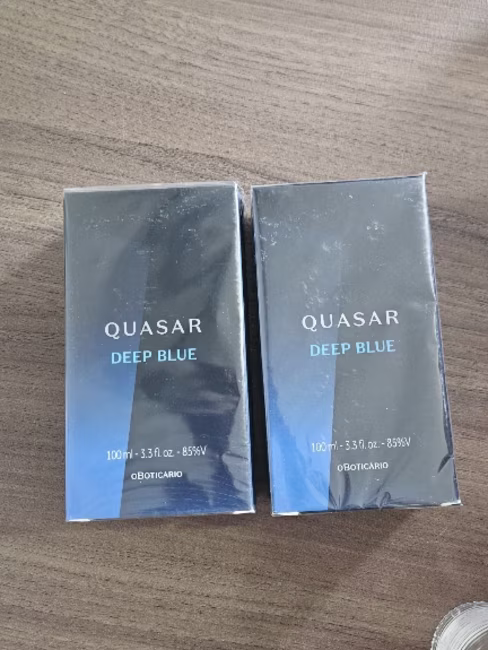 QUASAR
DEEP BLUE
100 ml - 3.3 fl. oz. - 85%V
oBOTICÁRIO
QUASAR
DEEP BLUE
100 ml - 3.3 fl. oz. - 85%V
oBOTICÁRIO